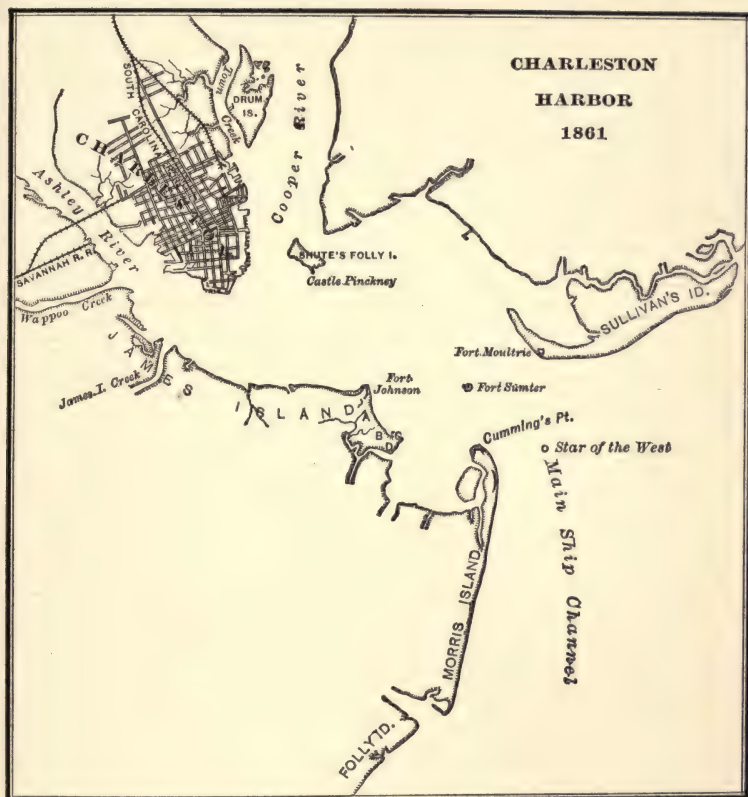 CHARLESTON
HARBOR
1861
SOUTH
CAROLINA
Town
Creek
DRUM
IS.
Cooper River
CHARLESTON
Ashley
River
SAVANNAH R.R.
Wappoo Creek
SHUTE'S FOLLY I.
Castle Pinckney
SULLIVAN'S ID.
Fort Moultrie
JAMES ISLAND
James I. Creek
Fort
Johnson
A
B
C
D
Fort Sumter
Cumming's Pt.
Star of the West
Main Ship Channel
MORRIS ISLAND
FOLLY ID.